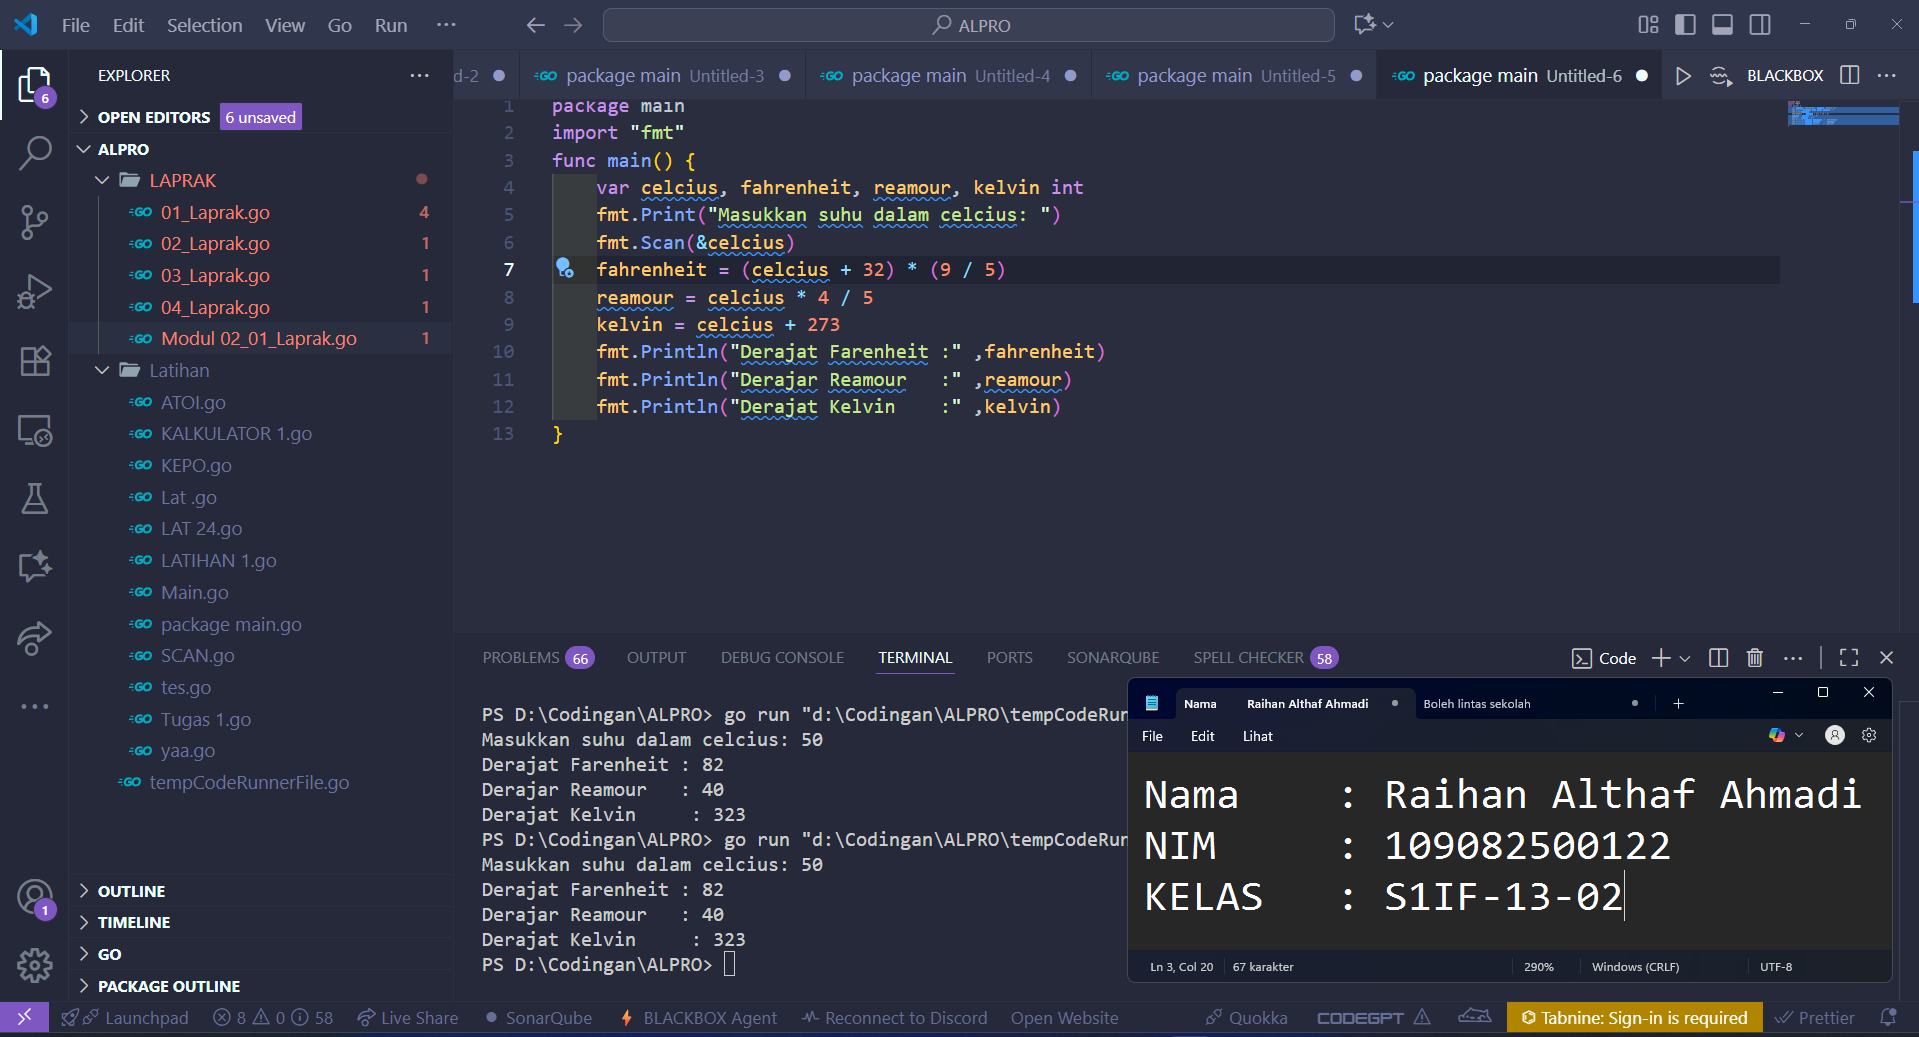 File Edit Selection View Go Run ··· ALPRO
EXPLORER ···
OPEN EDITORS 6 unsaved
ALPRO
LAPRAK
01_Laprak.go 4
02_Laprak.go 1
03_Laprak.go 1
04_Laprak.go 1
Modul 02_01_Laprak.go 1
Latihan
ATOI.go
KALKULATOR 1.go
KEPO.go
Lat .go
LAT 24.go
LATIHAN 1.go
Main.go
package main.go
SCAN.go
tes.go
Tugas 1.go
yaa.go
tempCodeRunnerFile.go
OUTLINE
TIMELINE
GO
PACKAGE OUTLINE
6
1
d-2 package main Untitled-3 package main Untitled-4 package main Untitled-5 package main Untitled-6 BLACKBOX ···
1 package main
2 import "fmt"
3 func main() {
4 var celcius, fahrenheit, reamour, kelvin int
5 fmt.Print("Masukkan suhu dalam celcius: ")
6 fmt.Scan(&celcius)
7 fahrenheit = (celcius + 32) * (9 / 5)
8 reamour = celcius * 4 / 5
9 kelvin = celcius + 273
10 fmt.Println("Derajat Farenheit :" ,fahrenheit)
11 fmt.Println("Derajar Reamour   :" ,reamour)
12 fmt.Println("Derajat Kelvin    :" ,kelvin)
13 }
PROBLEMS 66 OUTPUT DEBUG CONSOLE TERMINAL PORTS SONARQUBE SPELL CHECKER 58 Code ···
PS D:\Codingan\ALPRO> go run "d:\Codingan\ALPRO\tempCodeRun
Masukkan suhu dalam celcius: 50
Derajat Farenheit : 82
Derajar Reamour   : 40
Derajat Kelvin     : 323
PS D:\Codingan\ALPRO> go run "d:\Codingan\ALPRO\tempCodeRun
Masukkan suhu dalam celcius: 50
Derajat Farenheit : 82
Derajar Reamour   : 40
Derajat Kelvin     : 323
PS D:\Codingan\ALPRO>
Nama Raihan Althaf Ahmadi Boleh lintas sekolah
File Edit Lihat
Nama : Raihan Althaf Ahmadi
NIM : 109082500122
KELAS : S1IF-13-02
Ln 3, Col 20 67 karakter 290% Windows (CRLF) UTF-8
Launchpad 8 0 58 Live Share SonarQube BLACKBOX Agent Reconnect to Discord Open Website Quokka CODEGPT Tabnine: Sign-in is required Prettier